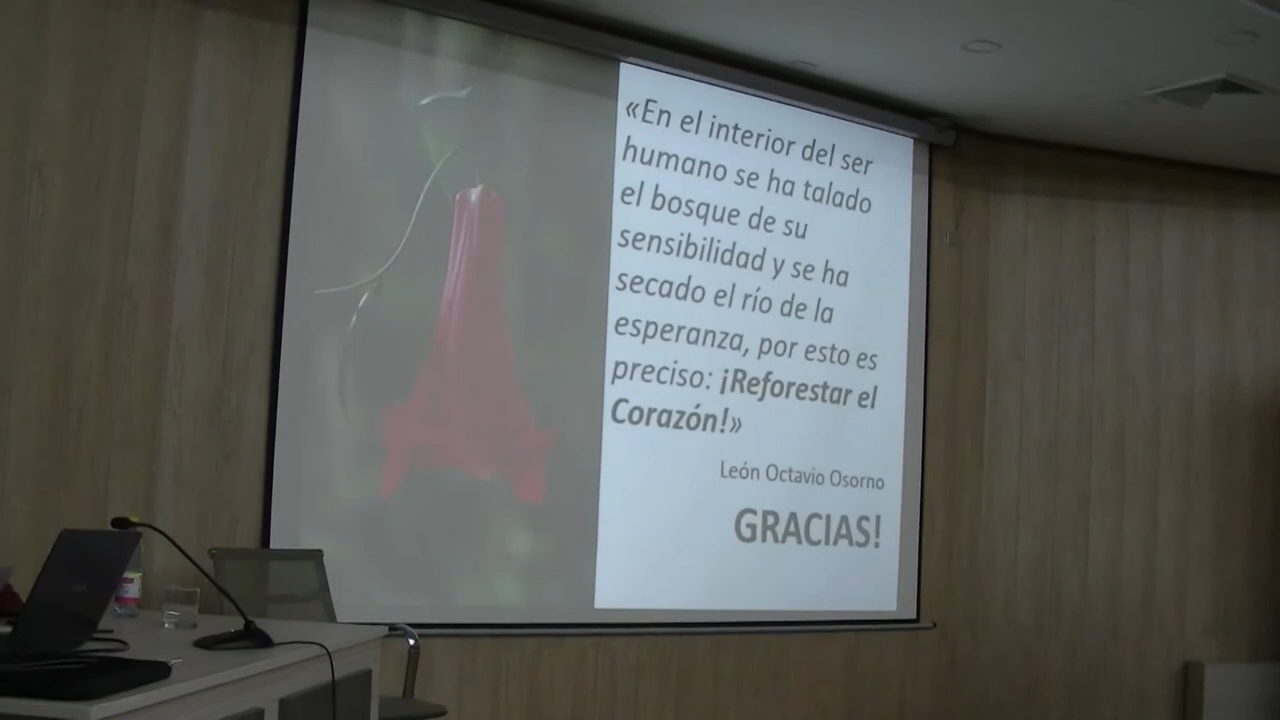 «En el interior del ser
humano se ha talado
el bosque de su
sensibilidad y se ha
secado el río de la
esperanza, por esto es
preciso: ¡Reforestar el
Corazón!»
León Octavio Osorno
GRACIAS!